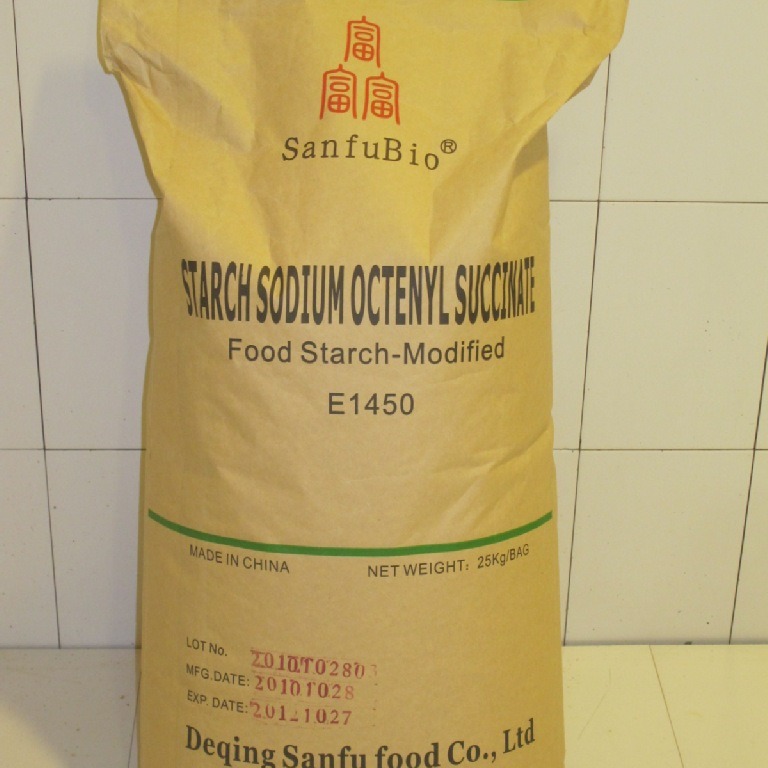 富
富富
SanfuBio®
STARCH SODIUM OCTENYL SUCCINATE
Food Starch-Modified
E1450
MADE IN CHINA NET WEIGHT: 25Kg/BAG
LOT No.
MFG.DATE: 20101028
EXP. DATE: 20121027
Deqing Sanfu food Co., Ltd